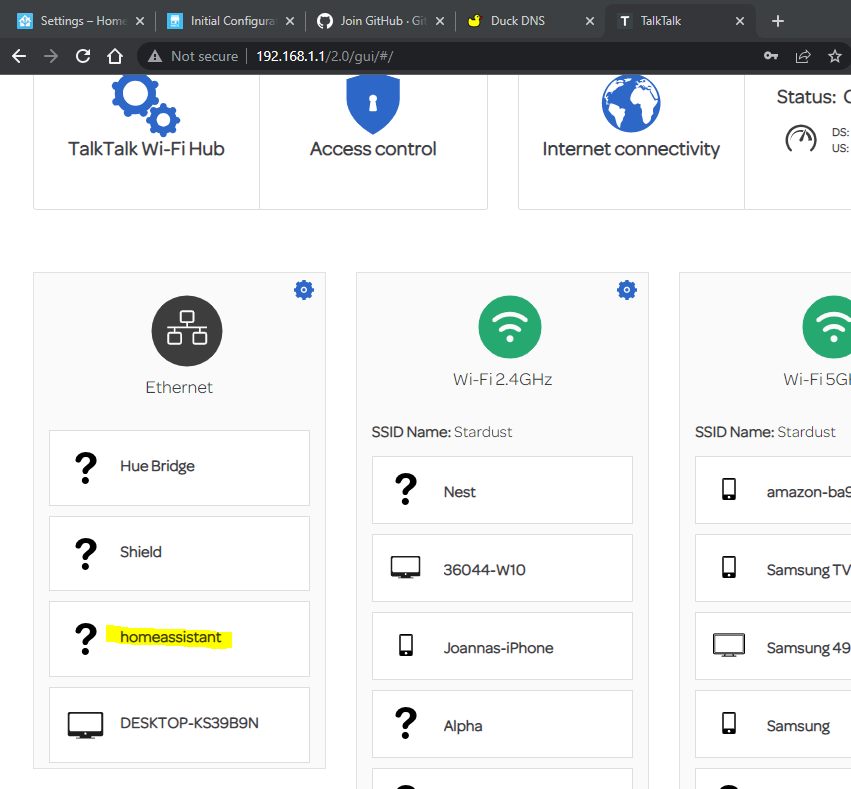 Settings – Home
Initial Configura
Join GitHub · Git
Duck DNS
T TalkTalk
Not secure 192.168.1.1/2.0/gui/#/
TalkTalk Wi-Fi Hub
Access control
Internet connectivity
Status:
DS:
US:
Ethernet
? Hue Bridge
? Shield
? homeassistant
DESKTOP-KS39B9N
Wi-Fi 2.4GHz
SSID Name: Stardust
? Nest
36044-W10
Joannas-iPhone
? Alpha
Wi-Fi 5GH
SSID Name: Stardust
amazon-ba9
Samsung TV
Samsung 49
Samsung